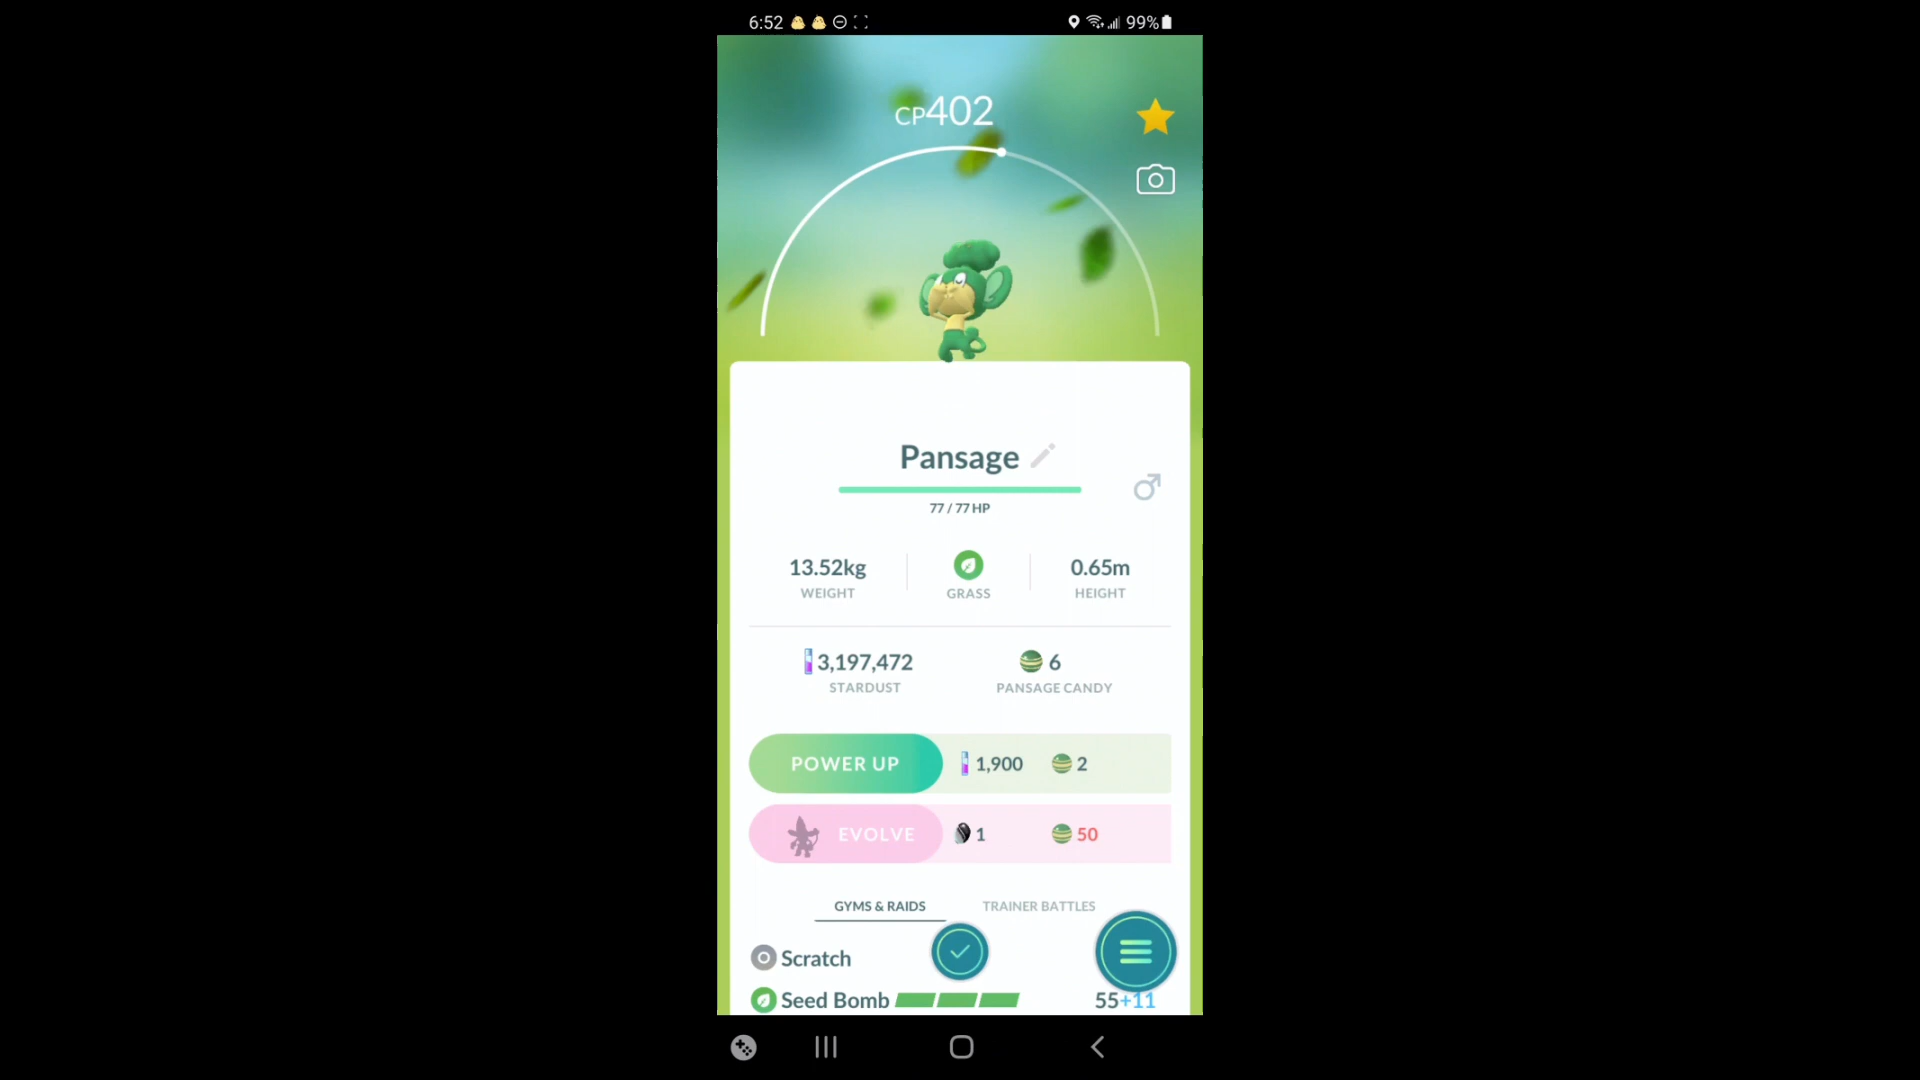 6:52 99%
CP402
Pansage
77 / 77 HP
13.52kg 0.65m
WEIGHT GRASS HEIGHT
3,197,472 6
STARDUST PANSAGE CANDY
POWER UP 1,900 2
EVOLVE 1 50
GYMS & RAIDS TRAINER BATTLES
Scratch
Seed Bomb 55+11